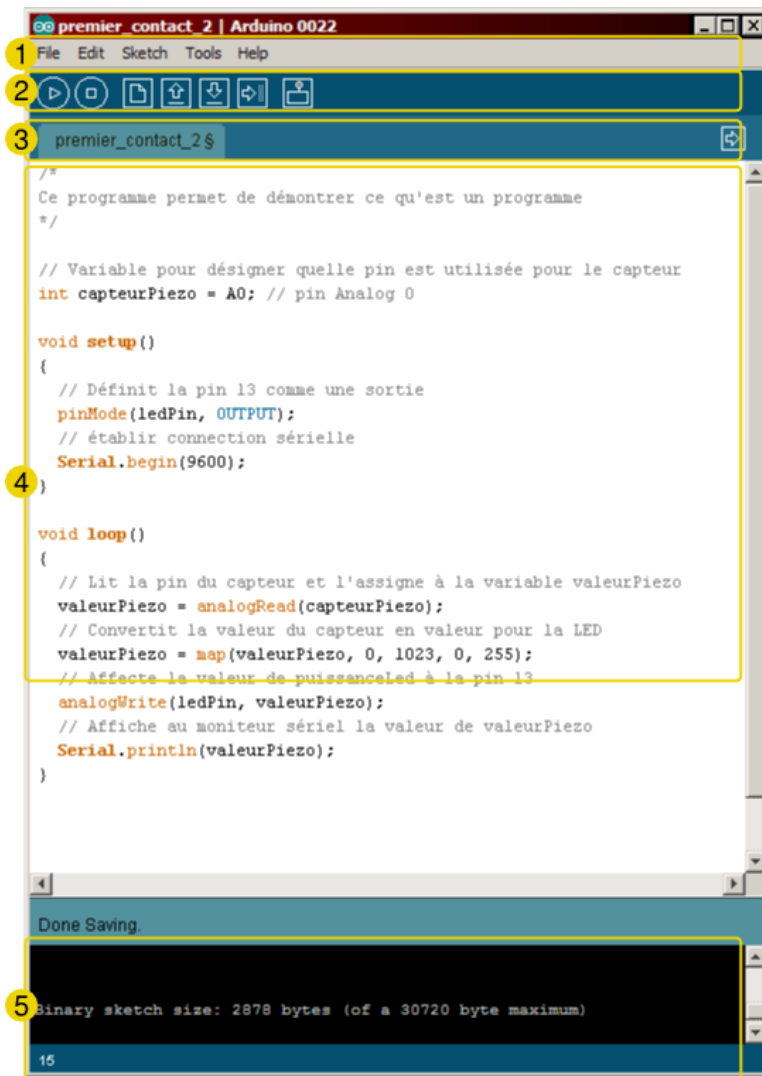 premier_contact_2 | Arduino 0022
1
File Edit Sketch Tools Help
2
3
premier_contact_2 §
/*
Ce programme permet de démontrer ce qu'est un programme
*/
// Variable pour désigner quelle pin est utilisée pour le capteur
int capteurPiezo = A0; // pin Analog 0
void setup()
{
// Définit la pin 13 comme une sortie
pinMode(ledPin, OUTPUT);
// établir connection sérielle
Serial.begin(9600);
4
}
void loop()
{
// Lit la pin du capteur et l'assigne à la variable valeurPiezo
valeurPiezo = analogRead(capteurPiezo);
// Convertit la valeur du capteur en valeur pour la LED
valeurPiezo = map(valeurPiezo, 0, 1023, 0, 255);
// Affecte la valeur de puissanceLed à la pin 13
analogWrite(ledPin, valeurPiezo);
// Affiche au moniteur sériel la valeur de valeurPiezo
Serial.println(valeurPiezo);
}
Done Saving.
5
Binary sketch size: 2878 bytes (of a 30720 byte maximum)
15